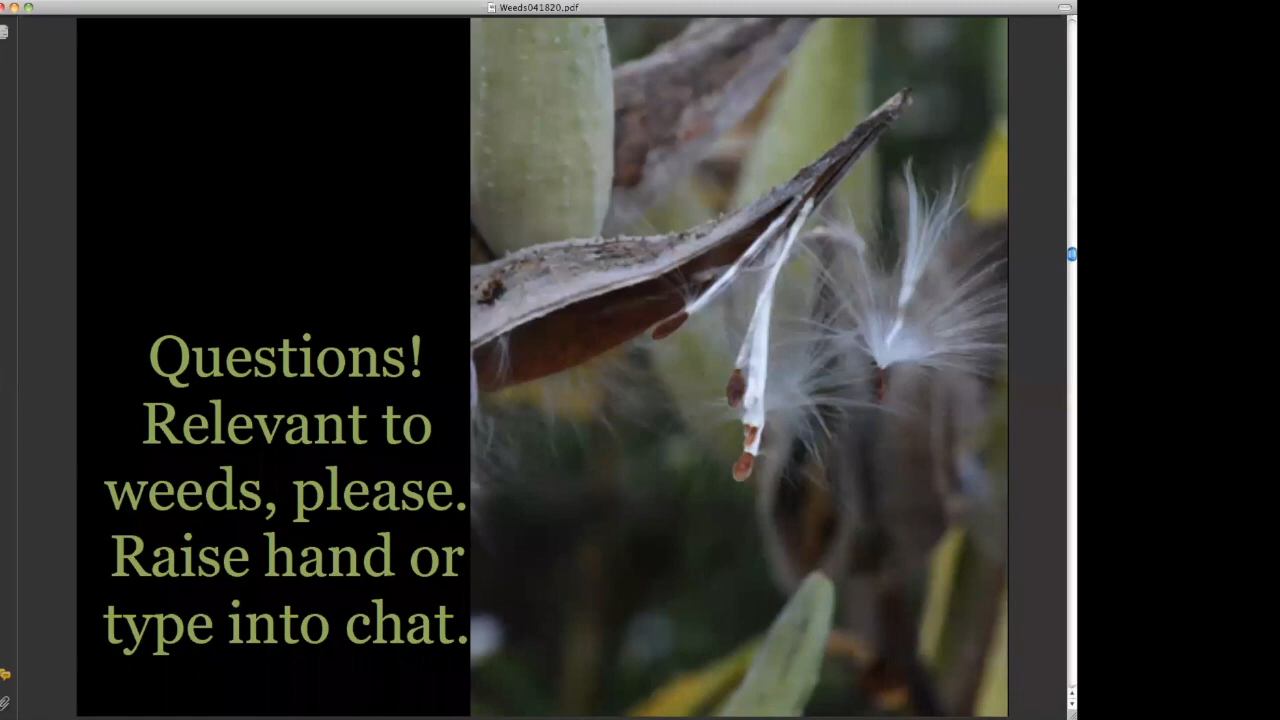 Weeds041820.pdf
Questions!
Relevant to
weeds, please.
Raise hand or
type into chat.